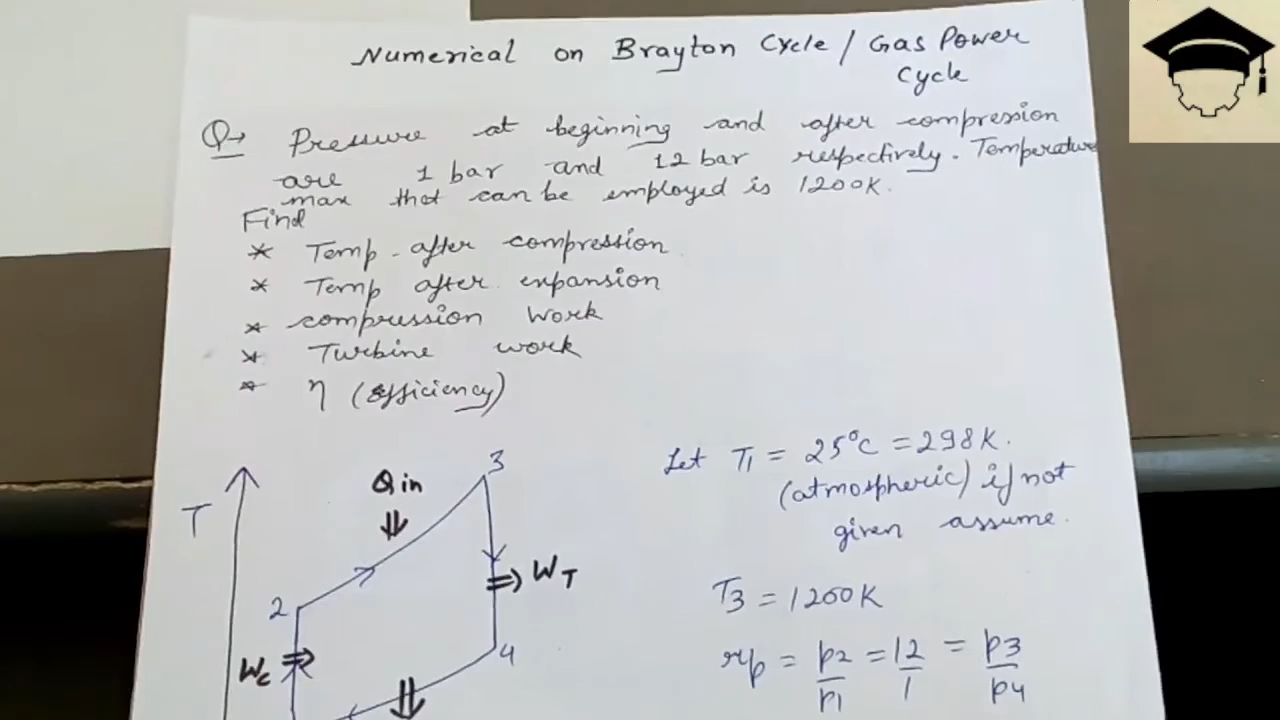 Numerical on Brayton Cycle / Gas Power
Cycle
Q→ Pressure at beginning and after compression
are 1 bar and 12 bar respectively. Temperature
max that can be employed is 1200K.
Find
* Temp. after compression
* Temp after expansion
* compression work
* Turbine work
* η (efficiency)
Let T1 = 25°C = 298K.
(atmospheric) if not
given assume.
T3 = 1200K
rp = p2/p1 = 12/1 = p3/p4
T
Q in
3
2
WT
Wc
4